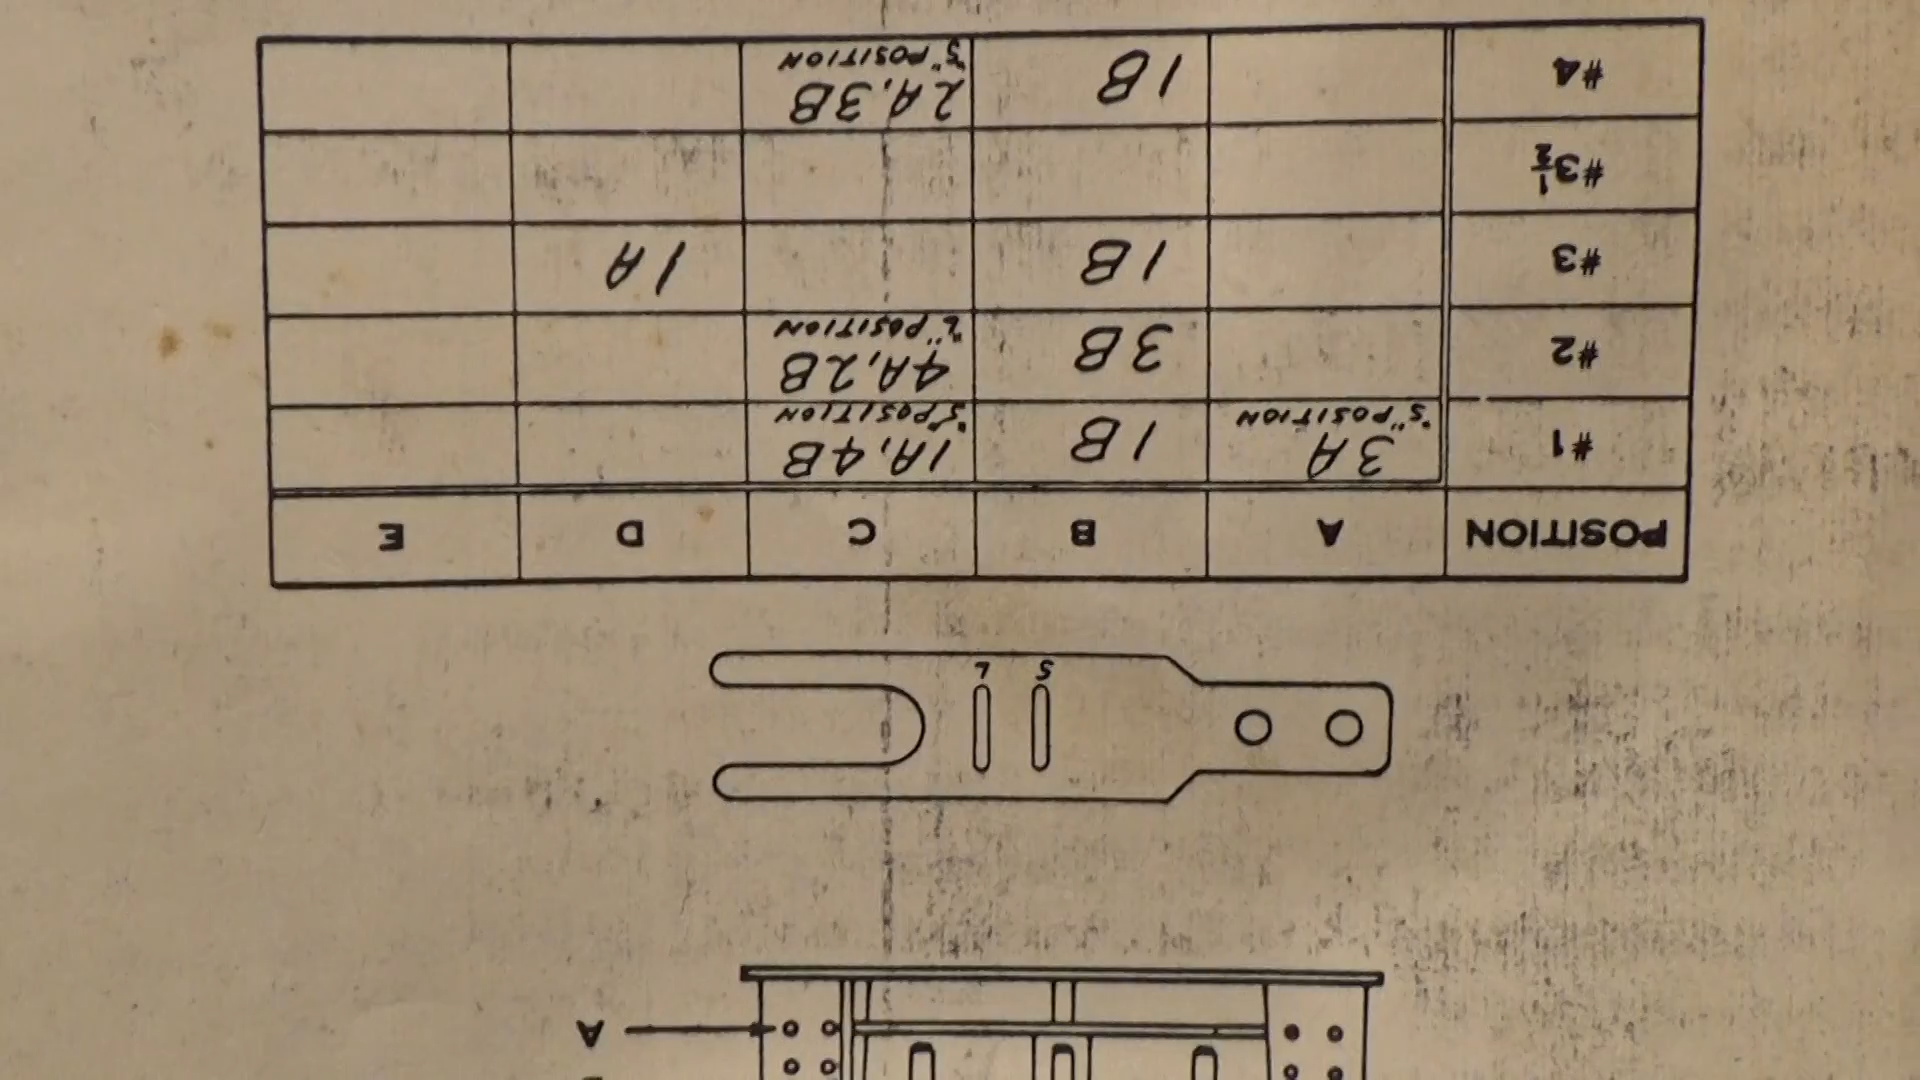 A
S L
POSITION A B C D E
#1 3A 1B 1A,4B
"S" POSITION "S" POSITION
#2 3B 4A,2B
"L" POSITION
#3 1B 1A
#3½
#4 1B 2A,3B
"S" POSITION